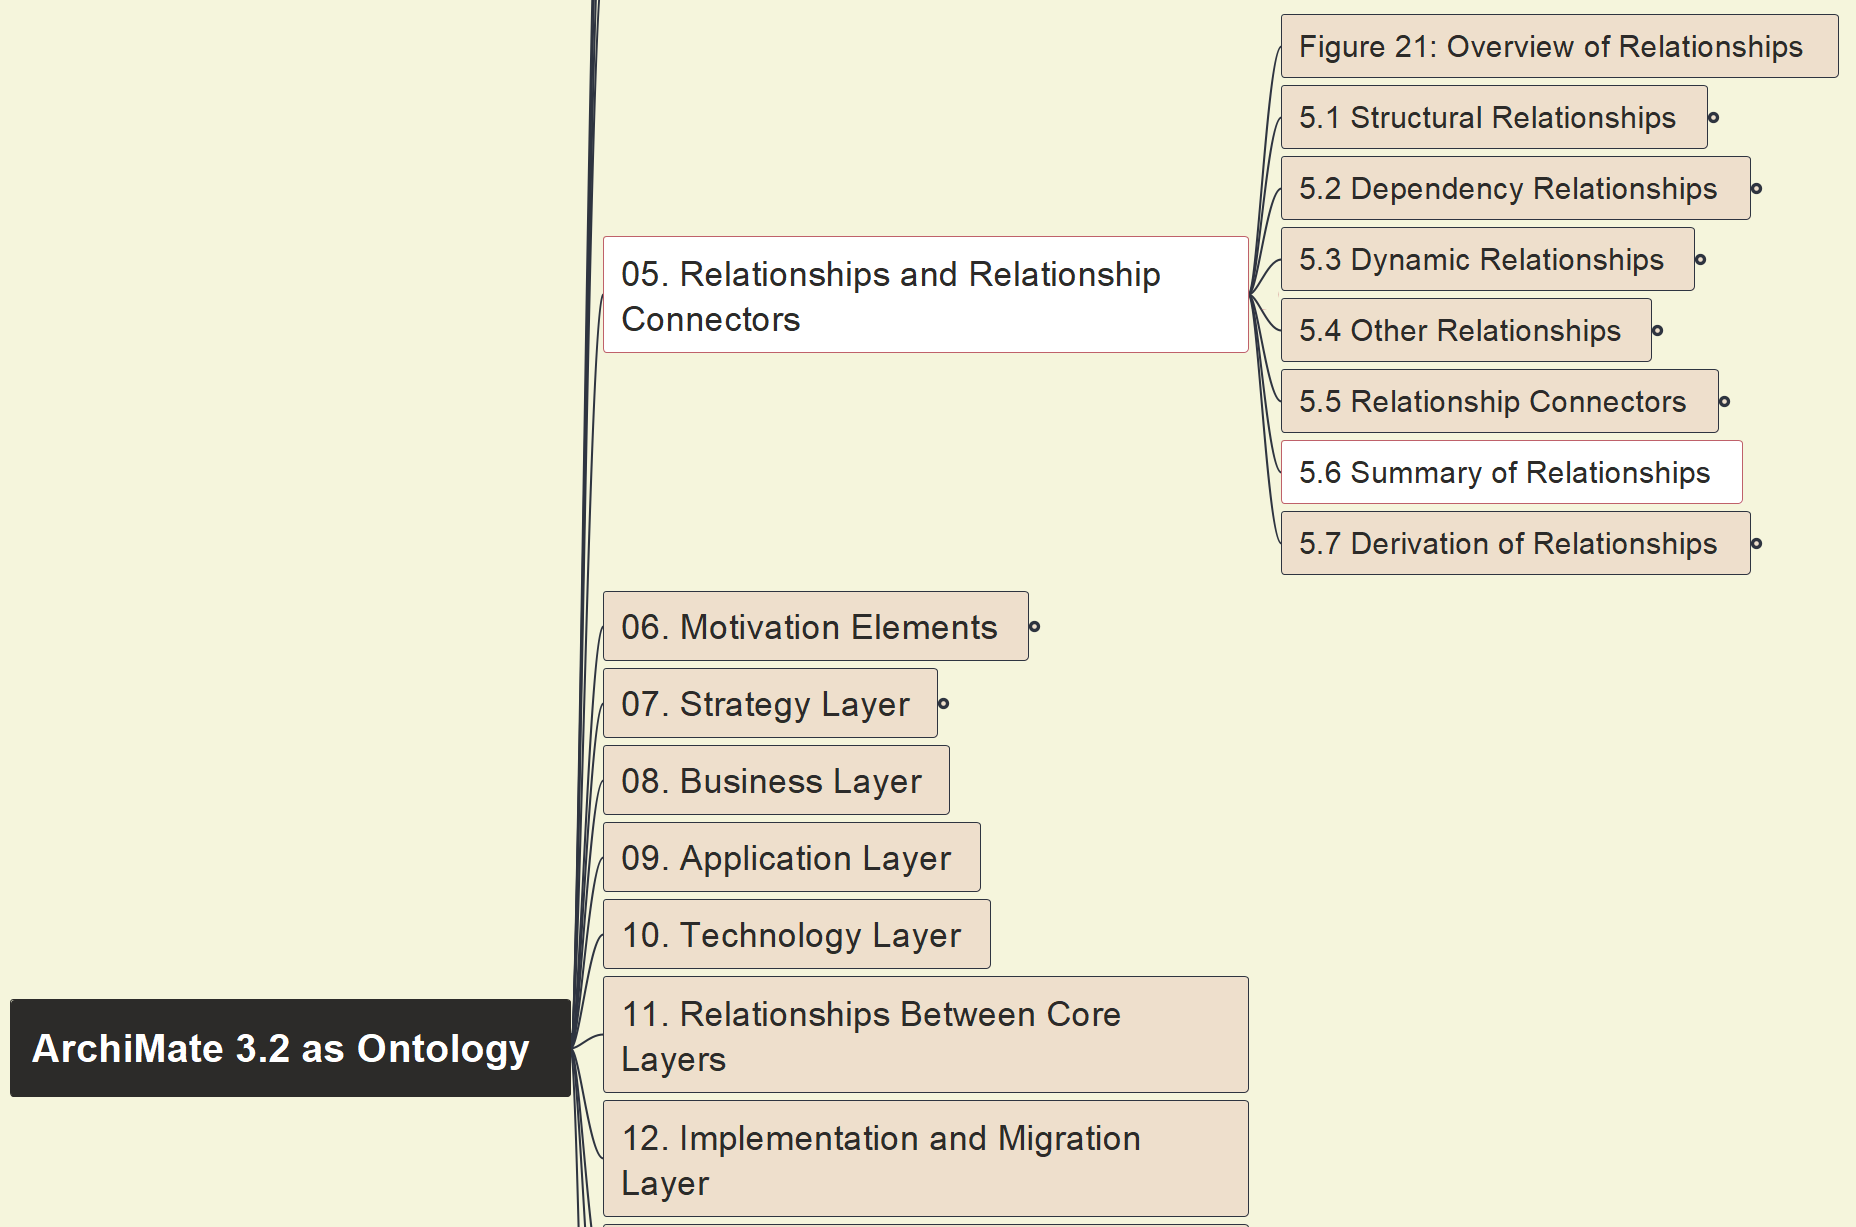 Figure 21: Overview of Relationships
5.1 Structural Relationships
5.2 Dependency Relationships
5.3 Dynamic Relationships
5.4 Other Relationships
5.5 Relationship Connectors
5.6 Summary of Relationships
5.7 Derivation of Relationships
05. Relationships and Relationship
Connectors
06. Motivation Elements
07. Strategy Layer
08. Business Layer
09. Application Layer
10. Technology Layer
11. Relationships Between Core
Layers
12. Implementation and Migration
Layer
ArchiMate 3.2 as Ontology